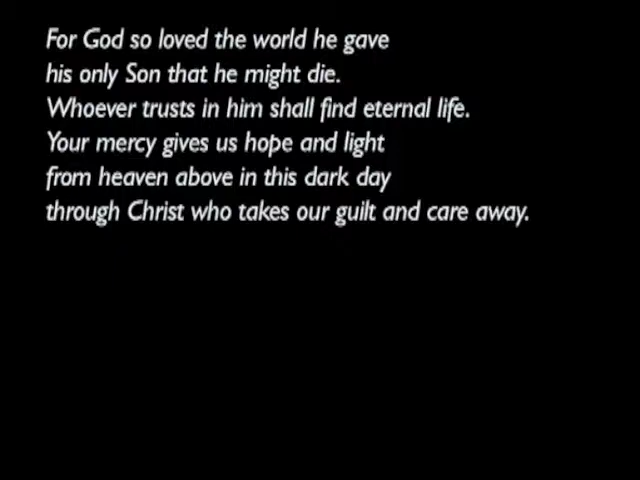 For God so loved the world he gave
his only Son that he might die.
Whoever trusts in him shall find eternal life.
Your mercy gives us hope and light
from heaven above in this dark day
through Christ who takes our guilt and care away.